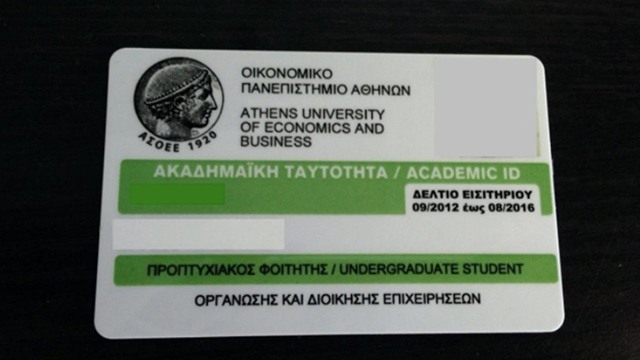 ΟΙΚΟΝΟΜΙΚΟ
ΠΑΝΕΠΙΣΤΗΜΙΟ ΑΘΗΝΩΝ
ATHENS UNIVERSITY
OF ECONOMICS AND
BUSINESS
ΑΣΟΕΕ 1920
ΑΚΑΔΗΜΑΪΚΗ ΤΑΥΤΟΤΗΤΑ / ACADEMIC ID
ΔΕΛΤΙΟ ΕΙΣΙΤΗΡΙΟΥ
09/2012 έως 08/2016
ΠΡΟΠΤΥΧΙΑΚΟΣ ΦΟΙΤΗΤΗΣ / UNDERGRADUATE STUDENT
ΟΡΓΑΝΩΣΗΣ ΚΑΙ ΔΙΟΙΚΗΣΗΣ ΕΠΙΧΕΙΡΗΣΕΩΝ